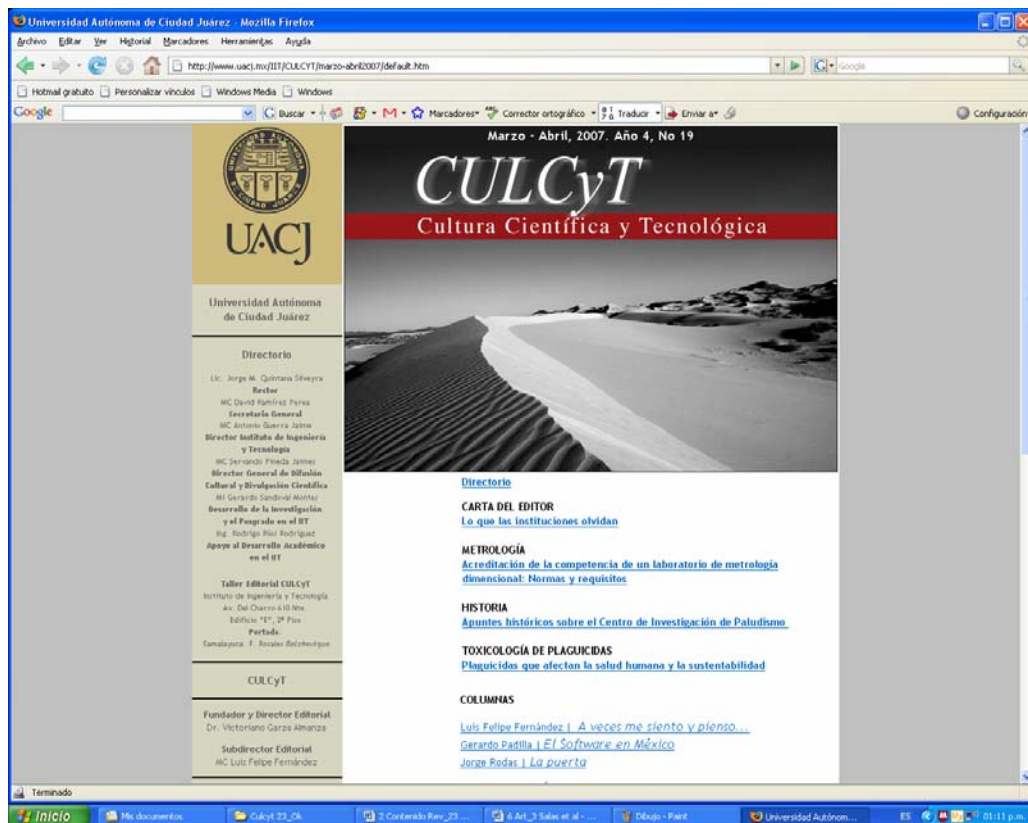 Universidad Autónoma de Ciudad Juárez - Mozilla Firefox
Archivo Editar Ver Historial Marcadores Herramientas Ayuda
http://www.uacj.mx/IIT/CULCYT/marzo-abril2007/default.htm
Google
Hotmail gratuito Personalizar vínculos Windows Media Windows
Google Buscar Marcadores Corrector ortográfico Traducir Enviar a Configuración
UACJ
Universidad Autónoma
de Ciudad Juárez
Directorio
Lic. Jorge M. Quintana Silveyra
Rector
MC David Ramírez Perea
Secretario General
MC Antonio Guerra Jaime
Director Instituto de Ingeniería
y Tecnología
MC Servando Pineda Jaimes
Director General de Difusión
Cultural y Divulgación Científica
MI Gerardo Sandoval Montes
Desarrollo de la Investigación
y el Posgrado en el IIT
Ing. Rodrigo Ríos Rodríguez
Apoyo al Desarrollo Académico
en el IIT
Taller Editorial CULCyT
Instituto de Ingeniería y Tecnología
Av. Del Charro 610 Nte.
Edificio "E", 2º Piso
Portada:
Samalayuca. F. Rosales
CULCyT
Fundador y Director Editorial
Dr. Victoriano Garza Almanza
Subdirector Editorial
MC Luis Felipe Fernández
Marzo - Abril, 2007. Año 4, No 19
CULCyT
Cultura Científica y Tecnológica
Directorio
CARTA DEL EDITOR
Lo que las instituciones olvidan
METROLOGÍA
Acreditación de la competencia de un laboratorio de metrología
dimensional: Normas y requisitos
HISTORIA
Apuntes históricos sobre el Centro de Investigación de Paludismo
TOXICOLOGÍA DE PLAGUICIDAS
Plaguicidas que afectan la salud humana y la sustentabilidad
COLUMNAS
Luis Felipe Fernández | A veces me siento y pienso...
Gerardo Padilla | El Software en México
Jorge Rodas | La puerta
Terminado
Inicio Mis documentos Culcyt 23_Ok 2 Contenido Rev_23 ... 6 Art_3 Sales et al - ... Dibujo - Paint Universidad Autónom... ES 01:11 p.m.